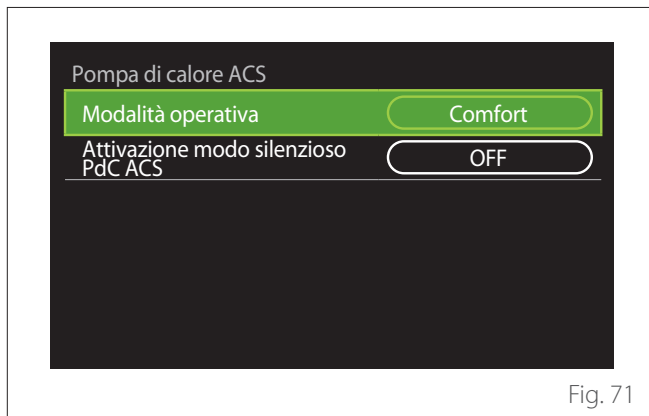 Pompa di calore ACS
Modalità operativa Comfort
Attivazione modo silenzioso
PdC ACS OFF
Fig. 71